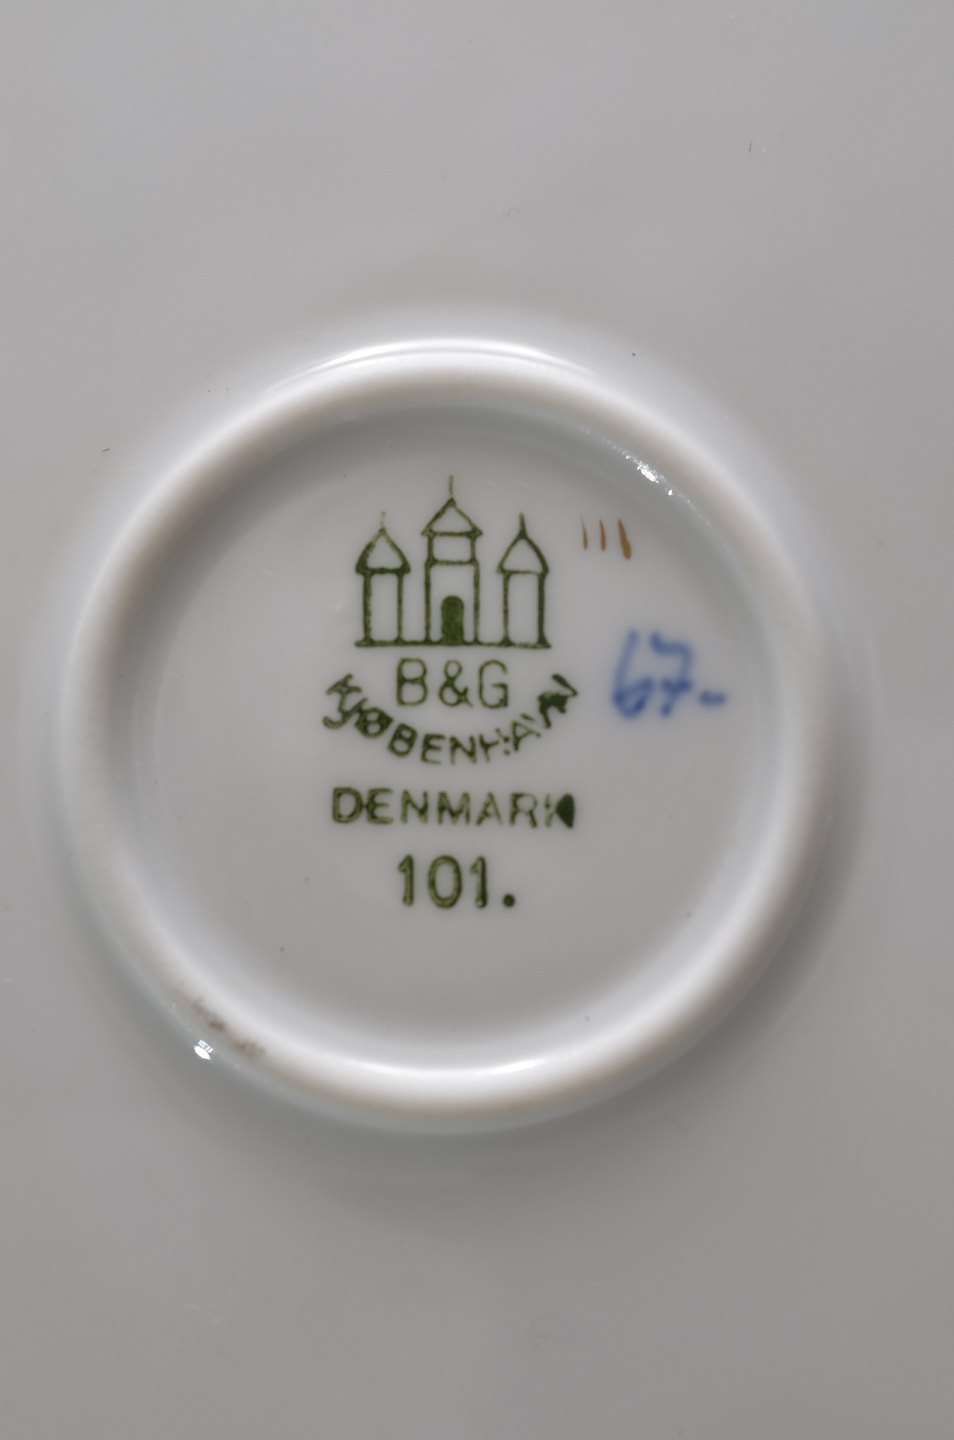 B&G
KJØBENHAVN
DENMARK
101.
67.-